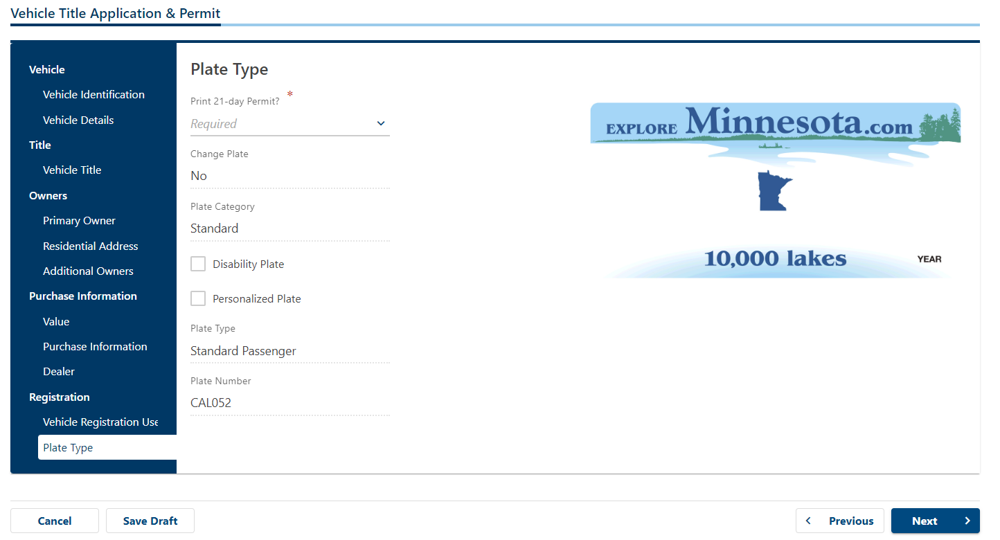 Vehicle Title Application & Permit
Vehicle
Vehicle Identification
Vehicle Details
Title
Vehicle Title
Owners
Primary Owner
Residential Address
Additional Owners
Purchase Information
Value
Purchase Information
Dealer
Registration
Vehicle Registration Use
Plate Type
Plate Type
Print 21-day Permit? *
Required
Change Plate
No
Plate Category
Standard
Disability Plate
Personalized Plate
Plate Type
Standard Passenger
Plate Number
CAL052
EXPLORE Minnesota.com
10,000 lakes
YEAR
Cancel
Save Draft
Previous
Next